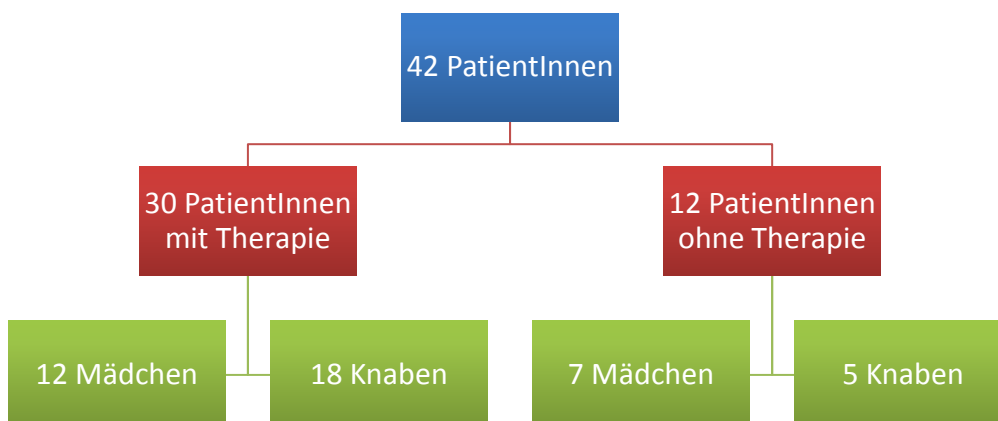 42 PatientInnen
30 PatientInnen
mit Therapie
12 PatientInnen
ohne Therapie
12 Mädchen
18 Knaben
7 Mädchen
5 Knaben